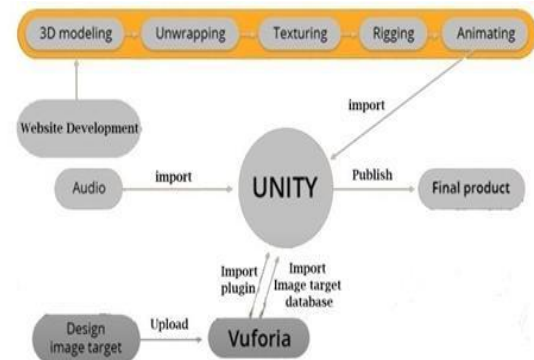 3D modeling
Unwrapping
Texturing
Rigging
Animating
import
Website Development
Audio
import
UNITY
Publish
Final product
Import
plugin
Import
Image target
database
Design
image target
Upload
Vuforia